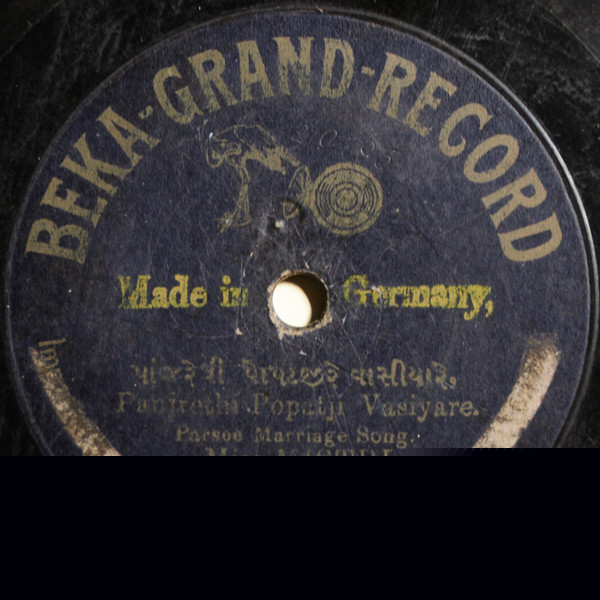 BEKA-GRAND-RECORD
Made in Germany,
પાંજરેથી પોપટજીરે વાસીયારે.
Panjrethi Popatji Vasiyare.
Parsee Marriage Song.